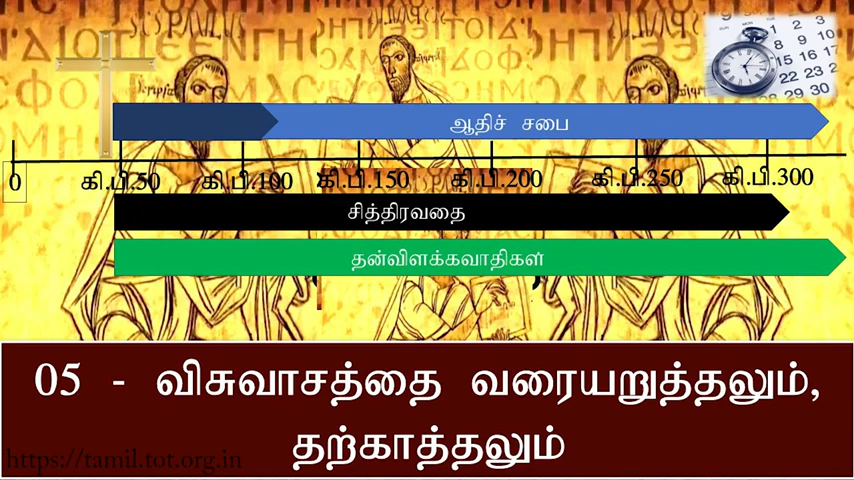 ஆதிச் சபை
0 கி.பி.50 கி.பி.100 கி.பி.150 கி.பி.200 கி.பி.250 கி.பி.300
சித்திரவதை
தன்விளக்கவாதிகள்
05 - விசுவாசத்தை வரையறுத்தலும்,
தற்காத்தலும்
https://tamil.tot.org.in